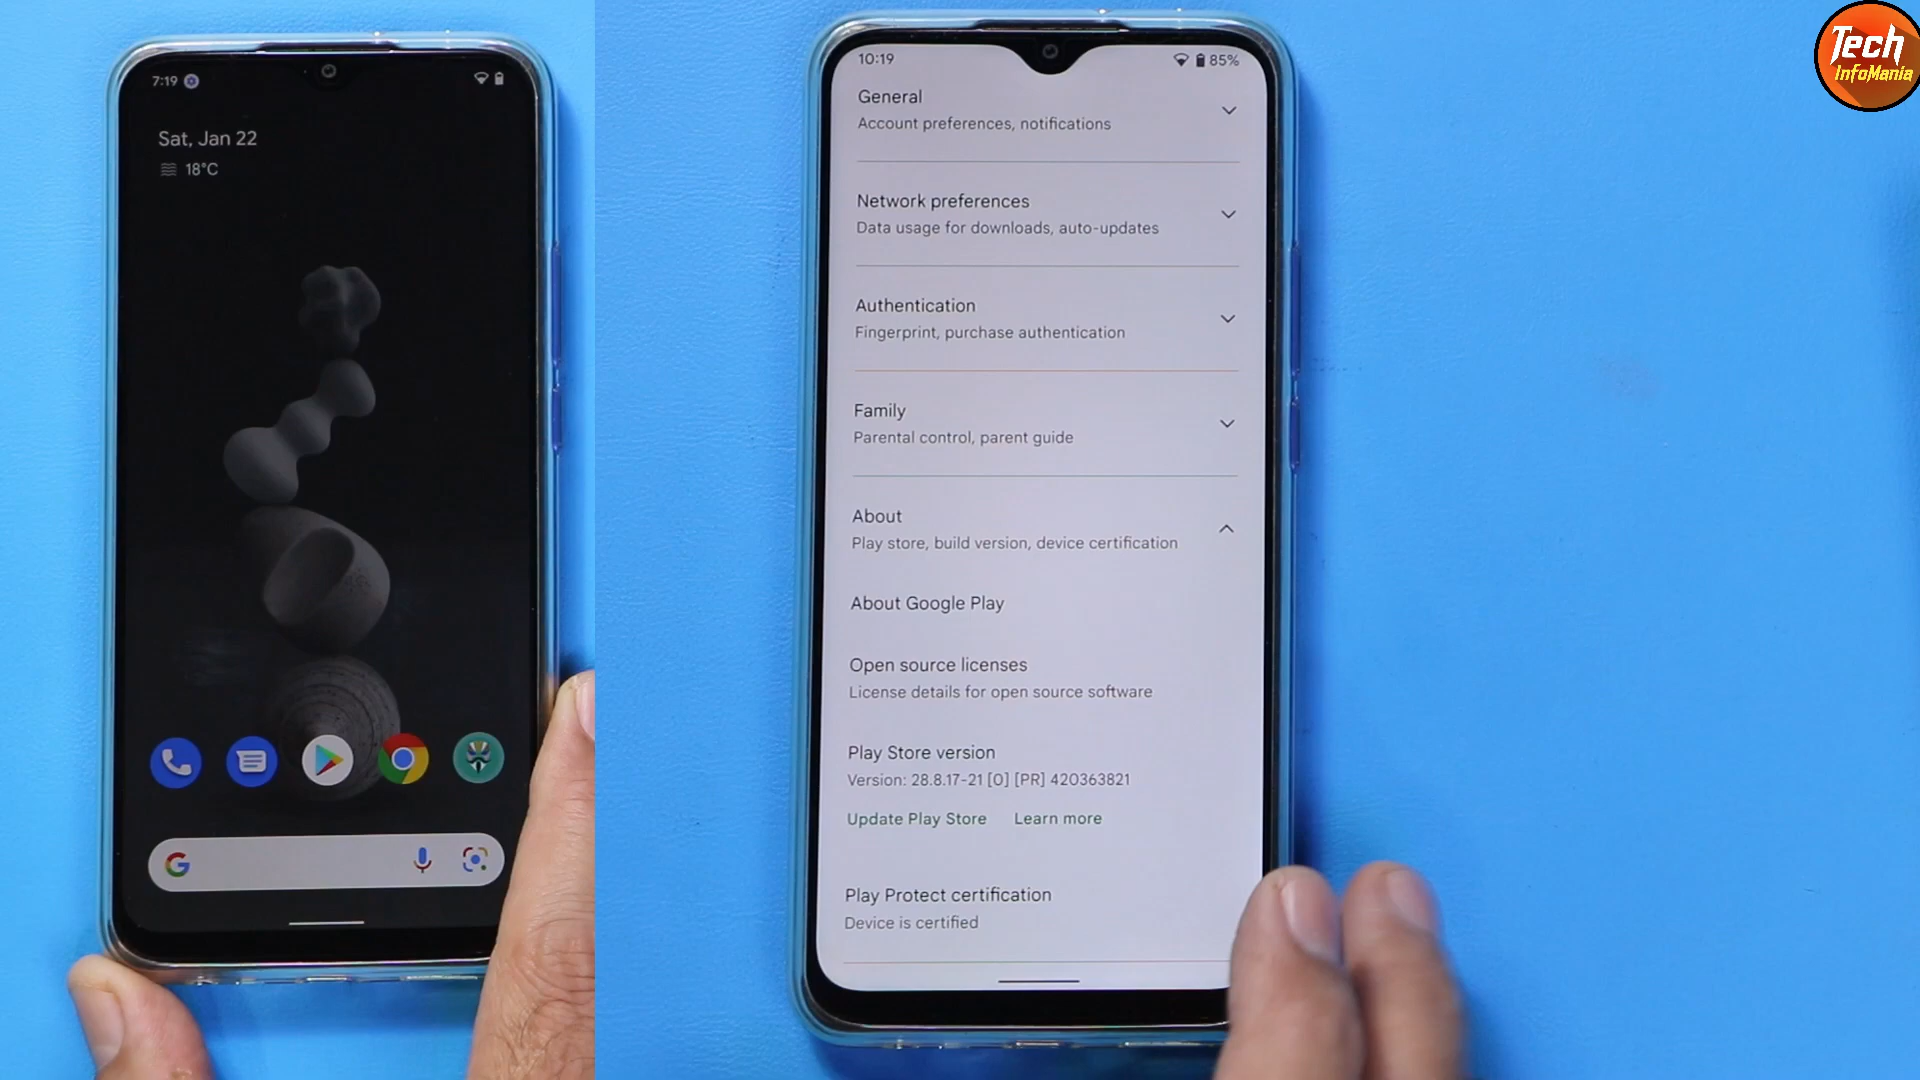 7:19
Sat, Jan 22
18°C
10:19
85%
General
Account preferences, notifications
Network preferences
Data usage for downloads, auto-updates
Authentication
Fingerprint, purchase authentication
Family
Parental control, parent guide
About
Play store, build version, device certification
About Google Play
Open source licenses
License details for open source software
Play Store version
Version: 28.8.17-21 [0] [PR] 420363821
Update Play Store Learn more
Play Protect certification
Device is certified
Tech
InfoMania